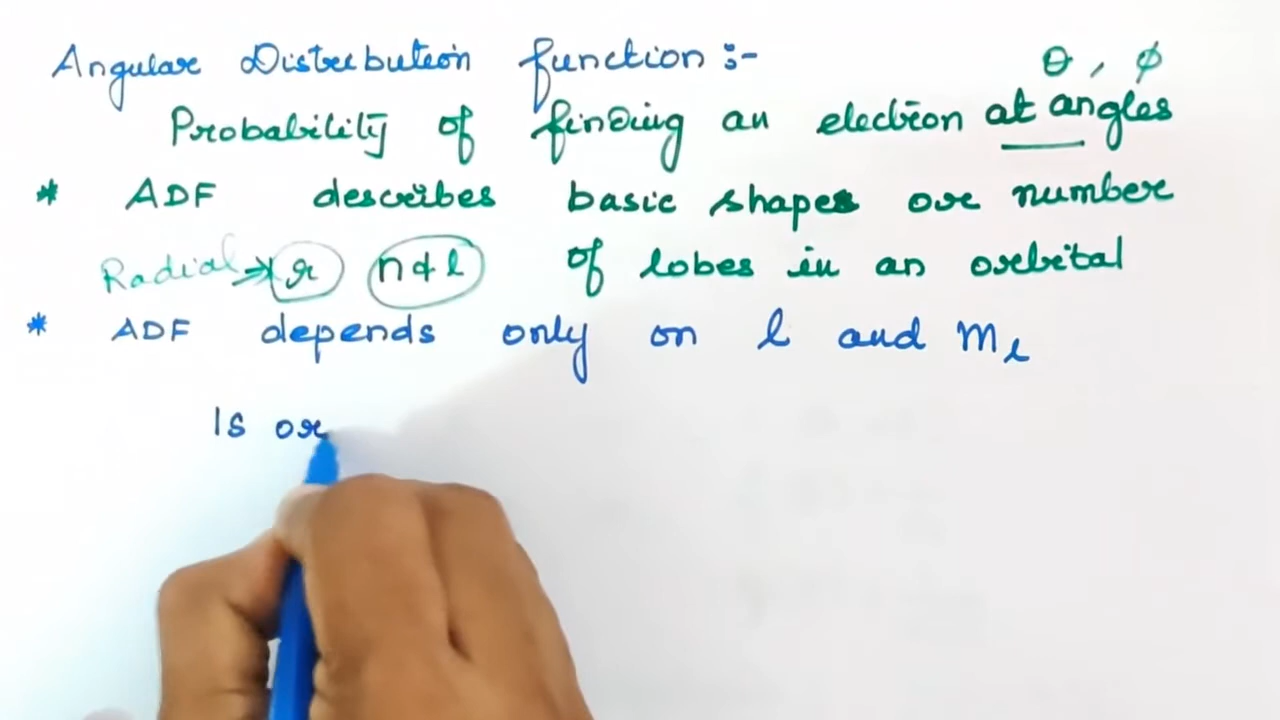 Angular Distribution function :-
θ, φ
Probability of finding an electron at angles
* ADF describes basic shapes or number
Radial → r n & l of lobes in an orbital
* ADF depends only on l and ml
1s or